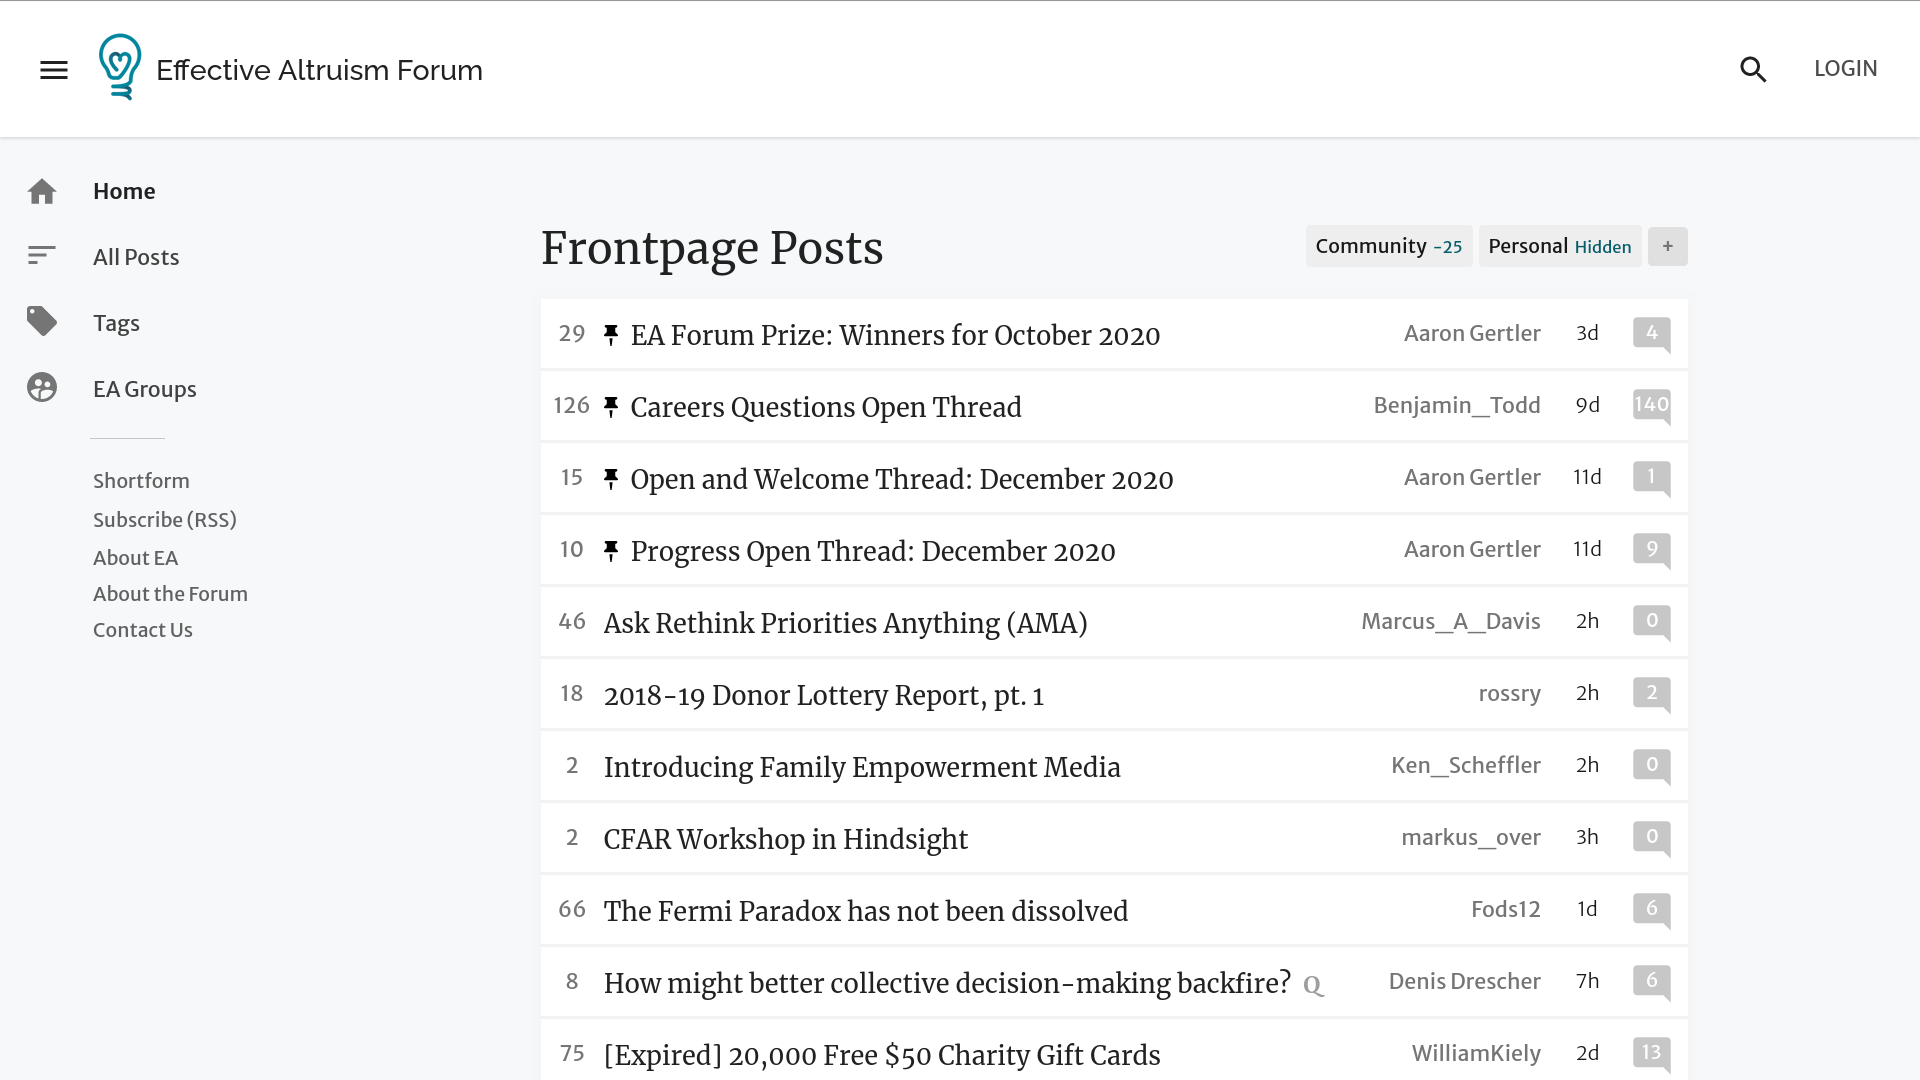 Effective Altruism Forum
LOGIN
Home
All Posts
Tags
EA Groups
Shortform
Subscribe (RSS)
About EA
About the Forum
Contact Us
Frontpage Posts
Community -25 Personal Hidden +
29 EA Forum Prize: Winners for October 2020 Aaron Gertler 3d 4
126 Careers Questions Open Thread Benjamin_Todd 9d 140
15 Open and Welcome Thread: December 2020 Aaron Gertler 11d 1
10 Progress Open Thread: December 2020 Aaron Gertler 11d 9
46 Ask Rethink Priorities Anything (AMA) Marcus_A_Davis 2h 0
18 2018-19 Donor Lottery Report, pt. 1 rossry 2h 2
2 Introducing Family Empowerment Media Ken_Scheffler 2h 0
2 CFAR Workshop in Hindsight markus_over 3h 0
66 The Fermi Paradox has not been dissolved Fods12 1d 6
8 How might better collective decision-making backfire? Q Denis Drescher 7h 6
75 [Expired] 20,000 Free $50 Charity Gift Cards WilliamKiely 2d 13